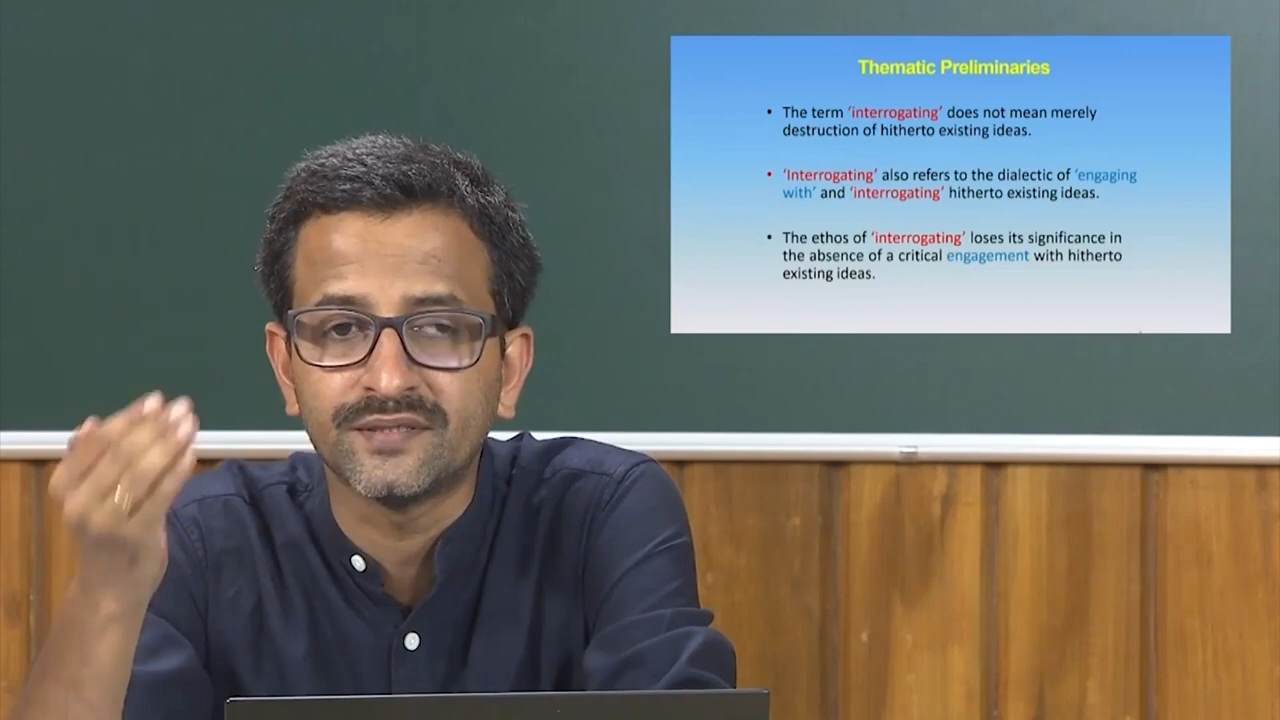 Thematic Preliminaries
• The term ‘interrogating’ does not mean merely
destruction of hitherto existing ideas.
• ‘Interrogating’ also refers to the dialectic of ‘engaging
with’ and ‘interrogating’ hitherto existing ideas.
• The ethos of ‘interrogating’ loses its significance in
the absence of a critical engagement with hitherto
existing ideas.